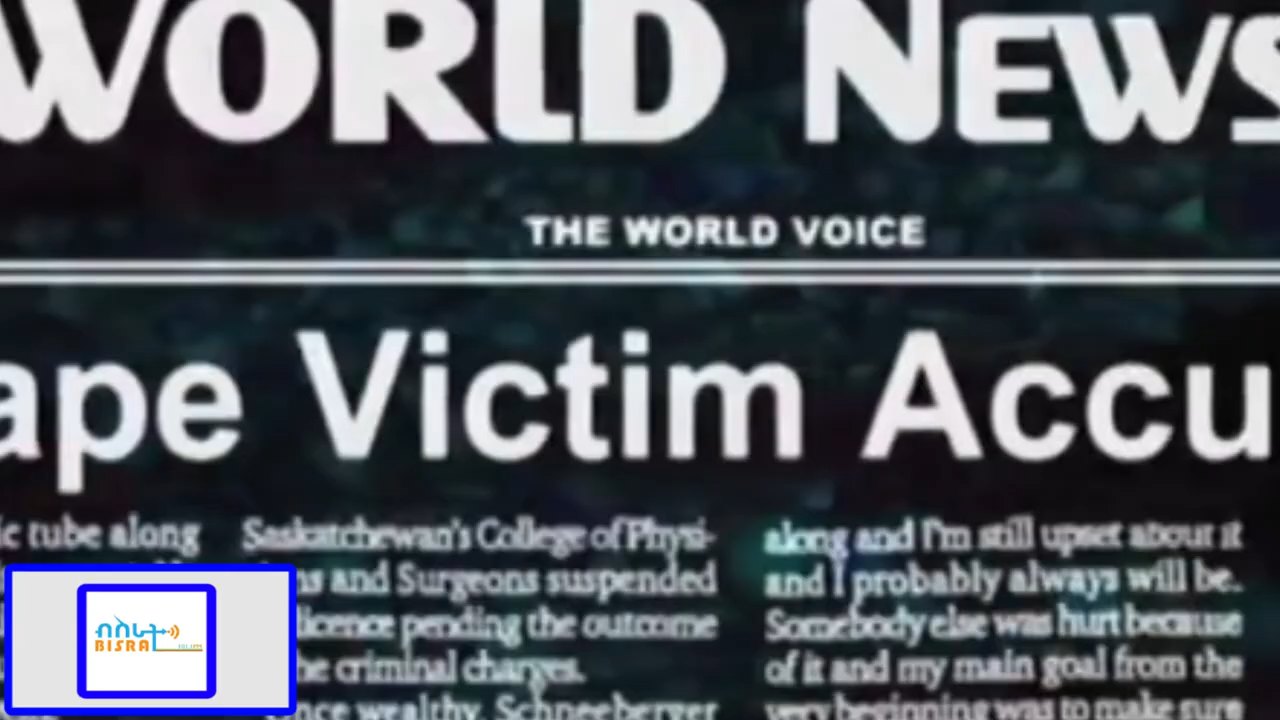 WORLD NEWS
THE WORLD VOICE
ape Victim Accu
ic tube along
Saskatchewan's College of Physi-
and Surgeons suspended
licence pending the outcome
he criminal charges.
nce wealthy, Schneeberger
along and I'm still upset about it
and I probably always will be.
Somebody else was hurt because
of it and my main goal from the
very beginning was to make sure
ብስራት
BISRAT